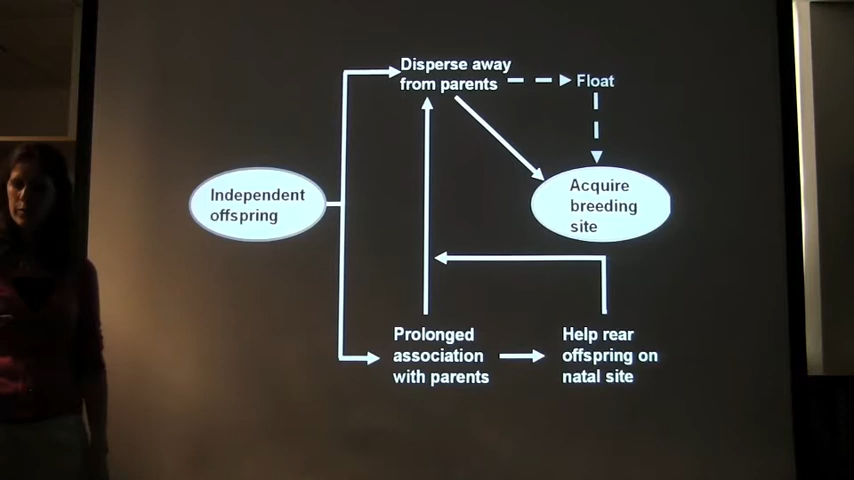 Disperse away
from parents
Float
Independent
offspring
Acquire
breeding
site
Prolonged
association
with parents
Help rear
offspring on
natal site